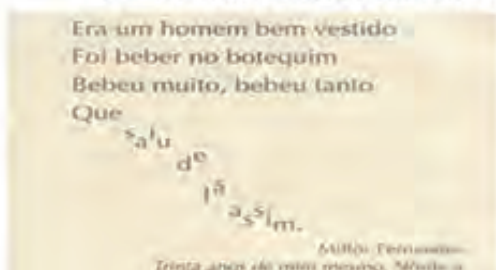 Era um homem bem vestido
Foi beber no botequim
Bebeu muito, bebeu tanto
Que
saiu
de
lá
assim.
Millôr Fernandes
Trinta anos de mim mesmo.